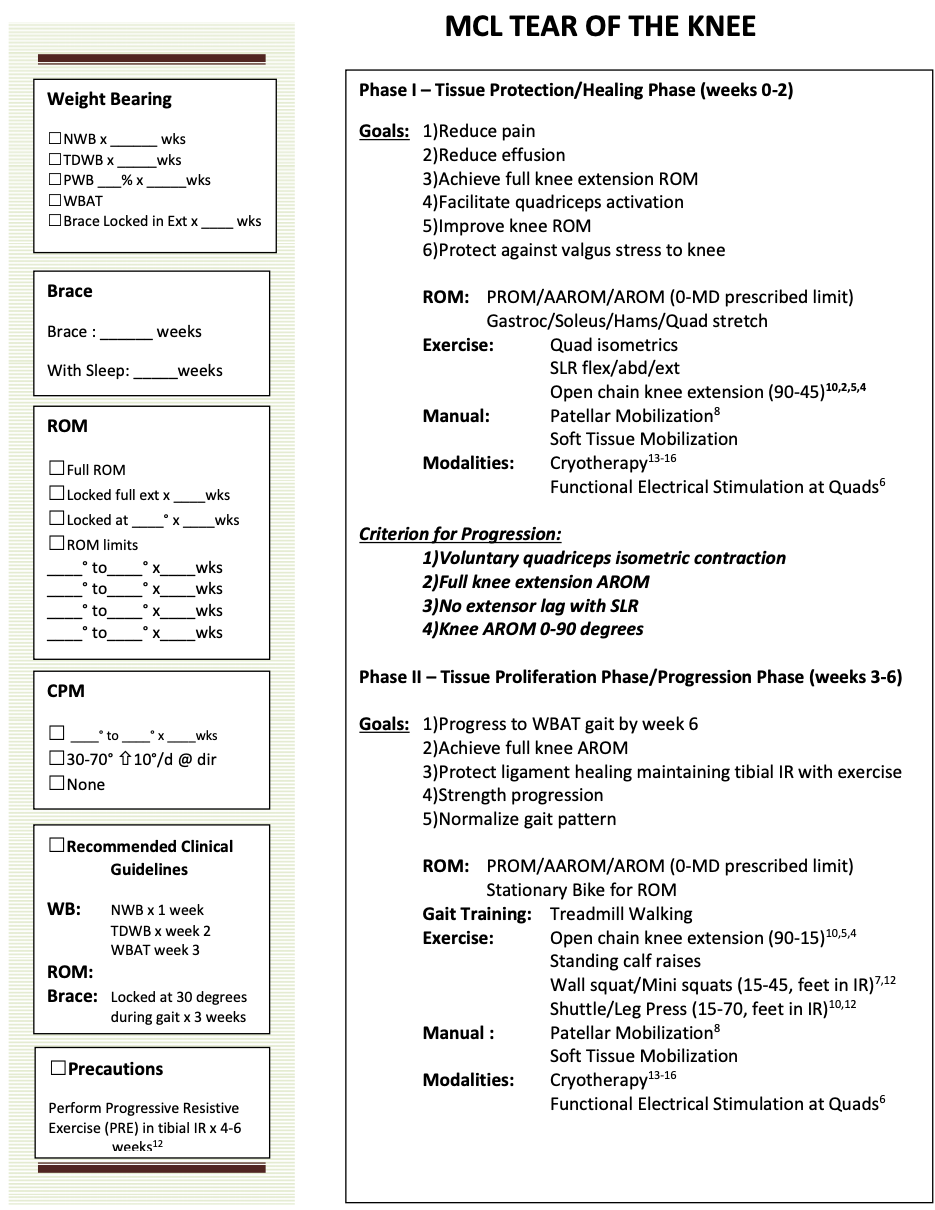 MCL TEAR OF THE KNEE
Weight Bearing
☐NWB x ______ wks
☐TDWB x _____wks
☐PWB ___% x _____wks
☐WBAT
☐Brace Locked in Ext x ____ wks
Brace
Brace : ______ weeks
With Sleep: _____weeks
ROM
☐Full ROM
☐Locked full ext x ____wks
☐Locked at ____° x ____wks
☐ROM limits
____° to____° x____wks
____° to____° x____wks
____° to____° x____wks
____° to____° x____wks
CPM
☐ ____° to ____° x ____wks
☐30-70° ⇧10°/d @ dir
☐None
☐Recommended Clinical
Guidelines
WB: NWB x 1 week
TDWB x week 2
WBAT week 3
ROM:
Brace: Locked at 30 degrees
during gait x 3 weeks
☐Precautions
Perform Progressive Resistive
Exercise (PRE) in tibial IR x 4-6
weeks¹²
Phase I – Tissue Protection/Healing Phase (weeks 0-2)
Goals: 1)Reduce pain
2)Reduce effusion
3)Achieve full knee extension ROM
4)Facilitate quadriceps activation
5)Improve knee ROM
6)Protect against valgus stress to knee
ROM: PROM/AAROM/AROM (0-MD prescribed limit)
Gastroc/Soleus/Hams/Quad stretch
Exercise: Quad isometrics
SLR flex/abd/ext
Open chain knee extension (90-45)¹⁰,²,⁵,⁴
Manual: Patellar Mobilization⁸
Soft Tissue Mobilization
Modalities: Cryotherapy¹³⁻¹⁶
Functional Electrical Stimulation at Quads⁶
Criterion for Progression:
1)Voluntary quadriceps isometric contraction
2)Full knee extension AROM
3)No extensor lag with SLR
4)Knee AROM 0-90 degrees
Phase II – Tissue Proliferation Phase/Progression Phase (weeks 3-6)
Goals: 1)Progress to WBAT gait by week 6
2)Achieve full knee AROM
3)Protect ligament healing maintaining tibial IR with exercise
4)Strength progression
5)Normalize gait pattern
ROM: PROM/AAROM/AROM (0-MD prescribed limit)
Stationary Bike for ROM
Gait Training: Treadmill Walking
Exercise: Open chain knee extension (90-15)¹⁰,⁵,⁴
Standing calf raises
Wall squat/Mini squats (15-45, feet in IR)⁷,¹²
Shuttle/Leg Press (15-70, feet in IR)¹⁰,¹²
Manual : Patellar Mobilization⁸
Soft Tissue Mobilization
Modalities: Cryotherapy¹³⁻¹⁶
Functional Electrical Stimulation at Quads⁶